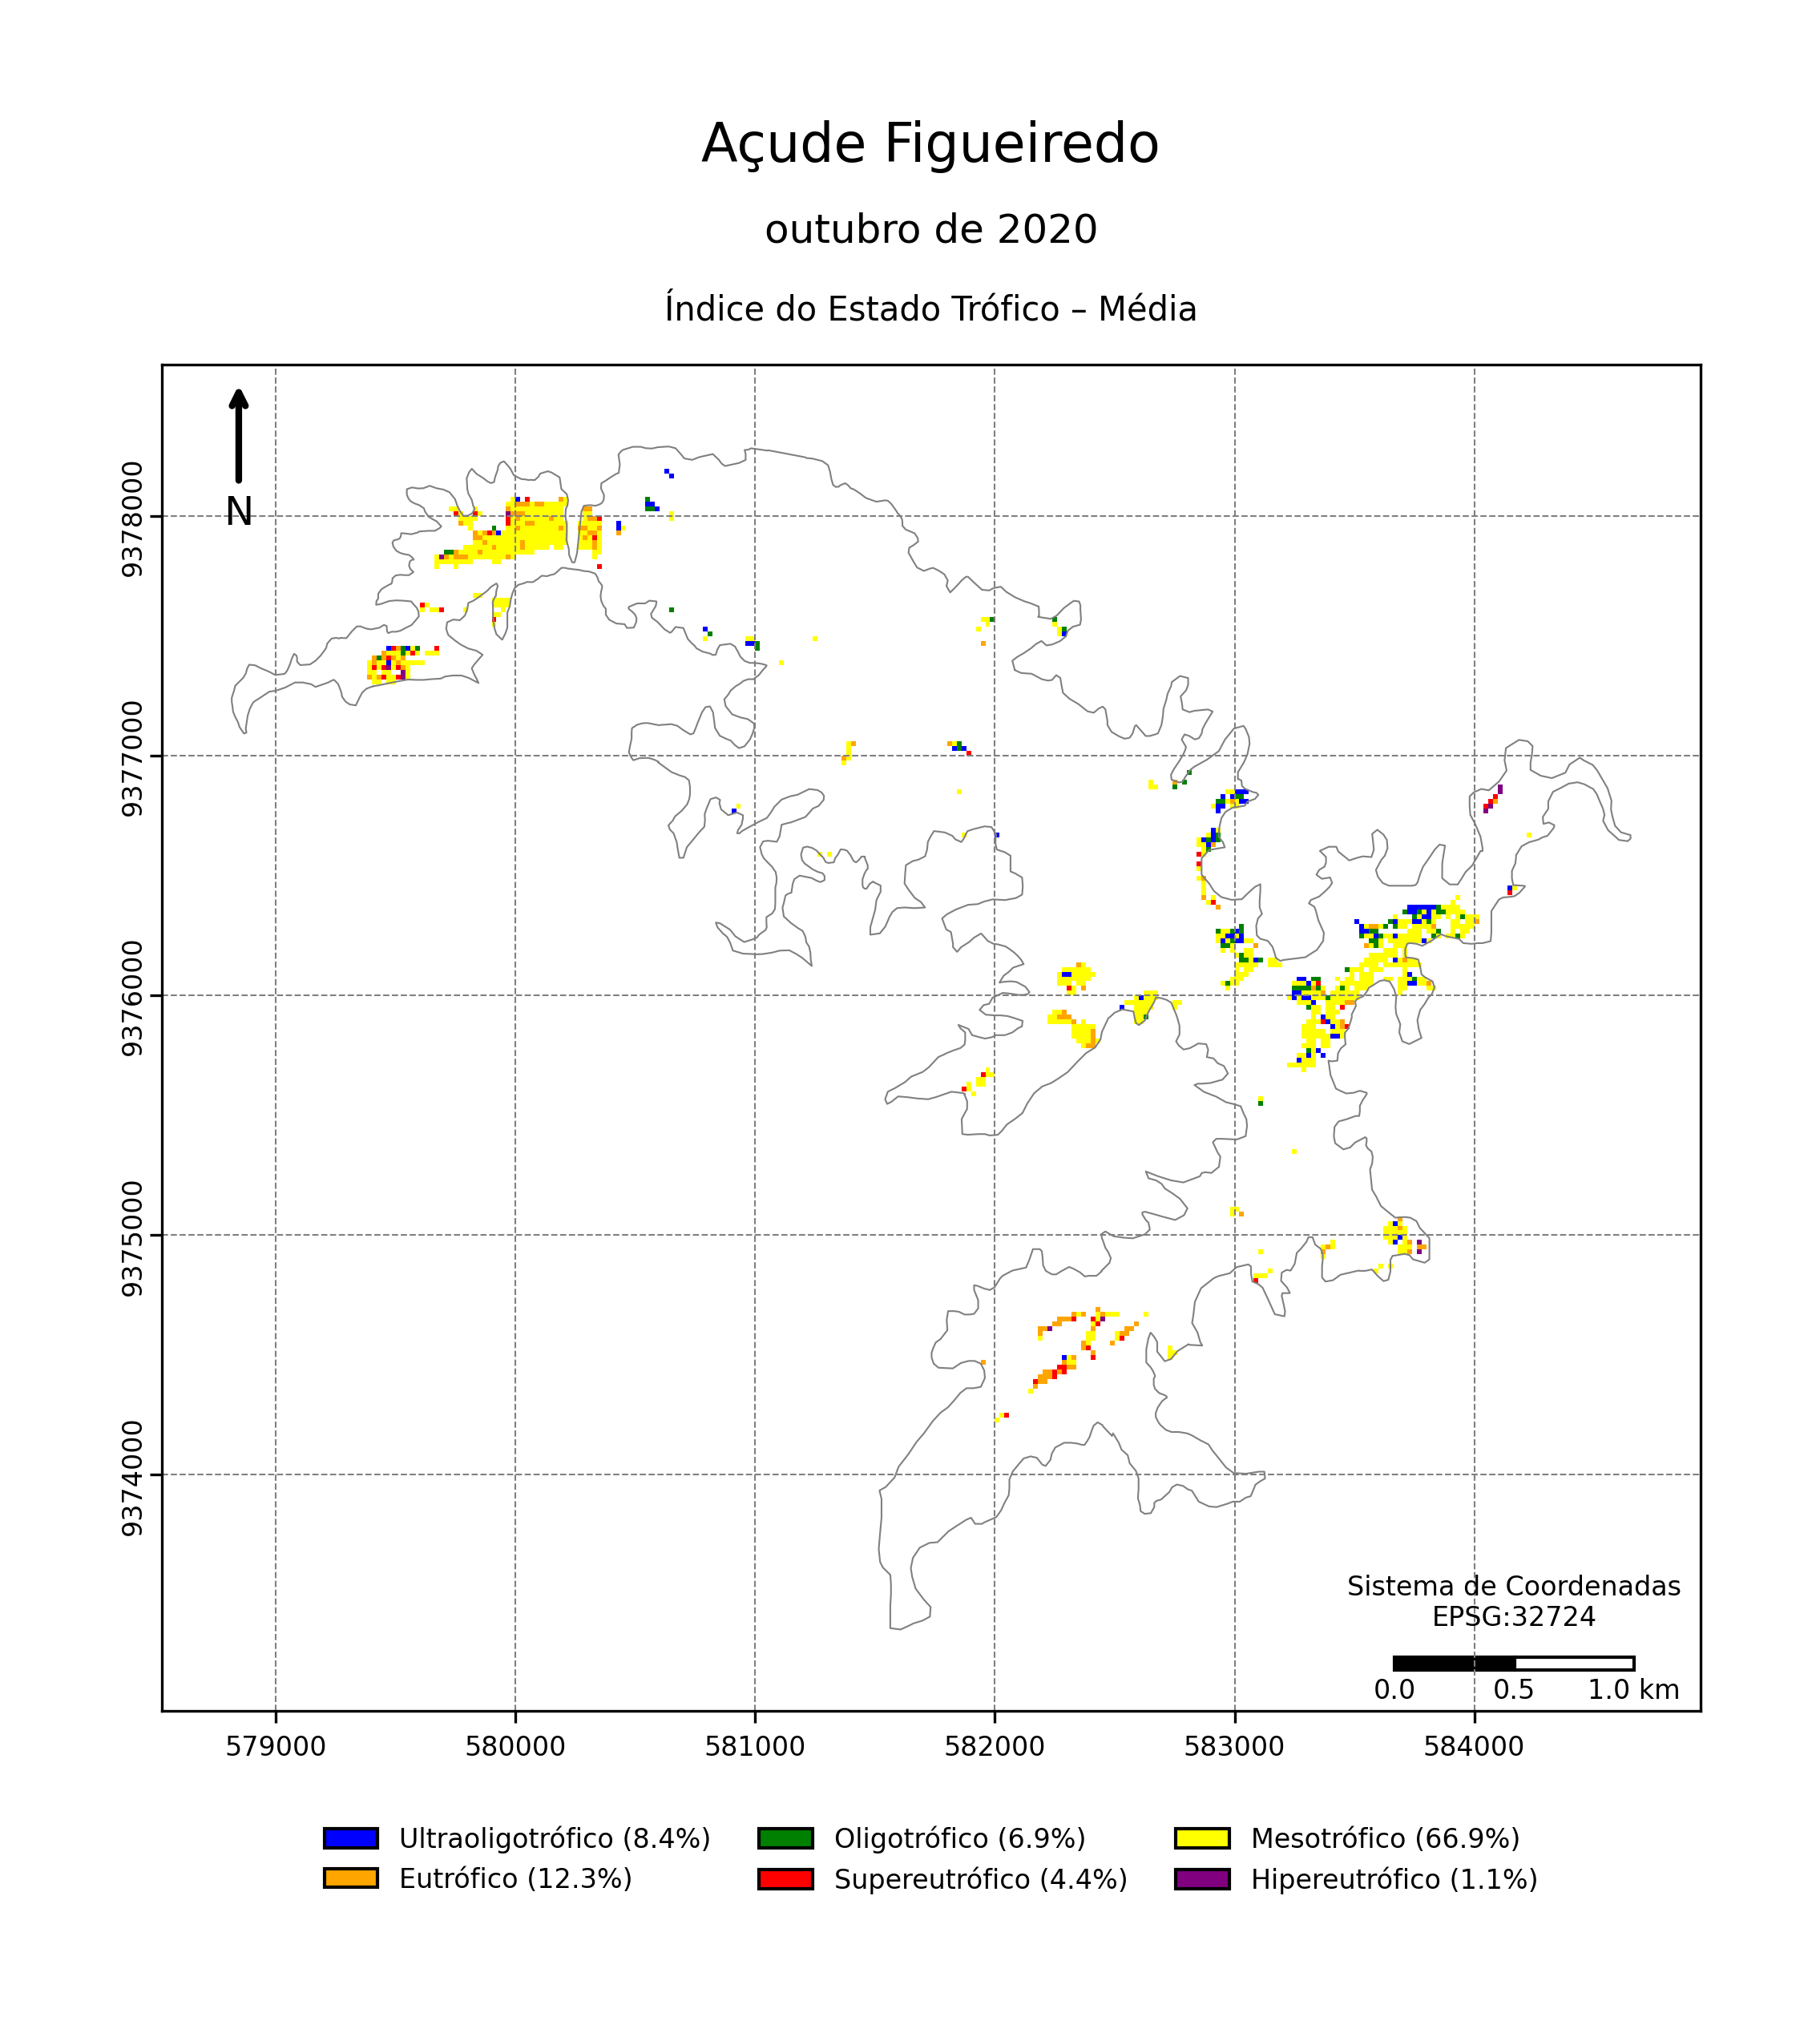 Açude Figueiredo
outubro de 2020
Índice do Estado Trófico – Média
N
9378000
9377000
9376000
9375000
9374000
Sistema de Coordenadas
EPSG:32724
0.0 0.5 1.0 km
579000 580000 581000 582000 583000 584000
Ultraoligotrófico (8.4%) Oligotrófico (6.9%) Mesotrófico (66.9%)
Eutrófico (12.3%) Supereutrófico (4.4%) Hipereutrófico (1.1%)